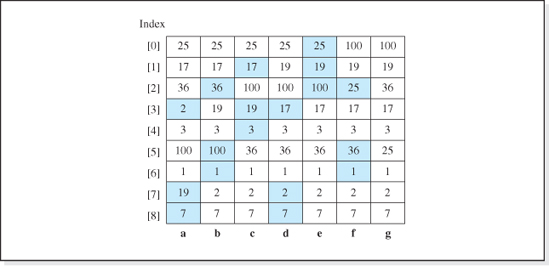 Index
[0] 25 25 25 25 25 100 100
[1] 17 17 17 19 19 19 19
[2] 36 36 100 100 100 25 36
[3] 2 19 19 17 17 17 17
[4] 3 3 3 3 3 3 3
[5] 100 100 36 36 36 36 25
[6] 1 1 1 1 1 1 1
[7] 19 2 2 2 2 2 2
[8] 7 7 7 7 7 7 7
a b c d e f g